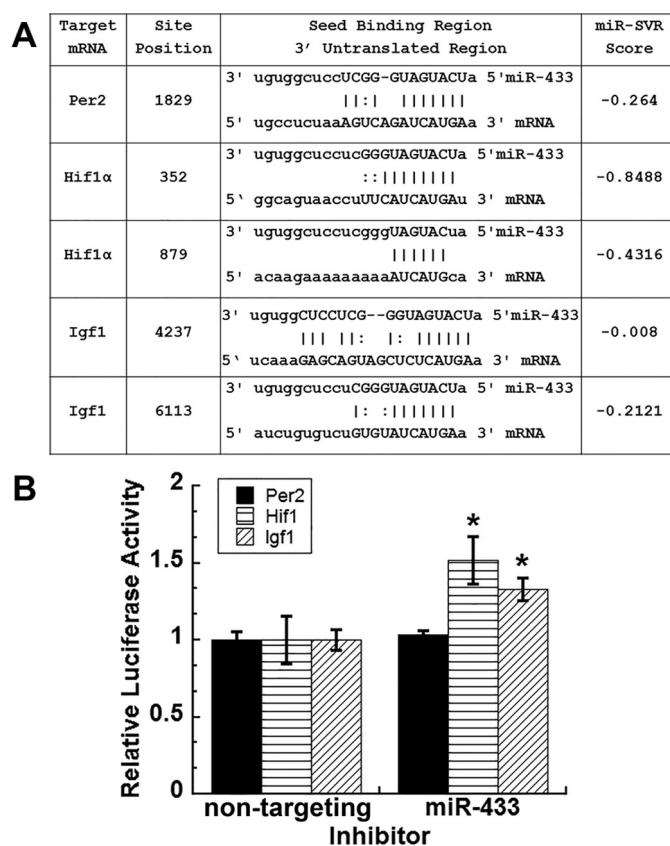 A
Target mRNA
Site Position
Seed Binding Region
3' Untranslated Region
miR-SVR Score
Per2
1829
3' uguggcuccUCGG-GUAGUACUa 5'miR-433
||:| |||||||
5' ugccucuaaAGUCAGAUCAUGAa 3' mRNA
-0.264
Hif1α
352
3' uguggcuccucGGGUAGUACUa 5'miR-433
::||||||||
5‘ ggcaguaaccuUUCAUCAUGAu 3' mRNA
-0.8488
Hif1α
879
3' uguggcuccucgggUAGUACua 5'miR-433
||||||
5' acaagaaaaaaaaaAUCAUGca 3' mRNA
-0.4316
Igf1
4237
3' uguggCUCCUCG--GGUAGUACUa 5'miR-433
||| ||: |: |||||||
5‘ ucaaaGAGCAGUAGCUCUCAUGAa 3' mRNA
-0.008
Igf1
6113
3' uguggcuccuCGGGUAGUACUa 5' miR-433
|: :|||||||
5' aucugugucuGUGUAUCAUGAa 3' mRNA
-0.2121
B
Relative Luciferase Activity
2
1.5
1
0.5
0
Per2
Hif1
Igf1
*
*
non-targeting
miR-433
Inhibitor